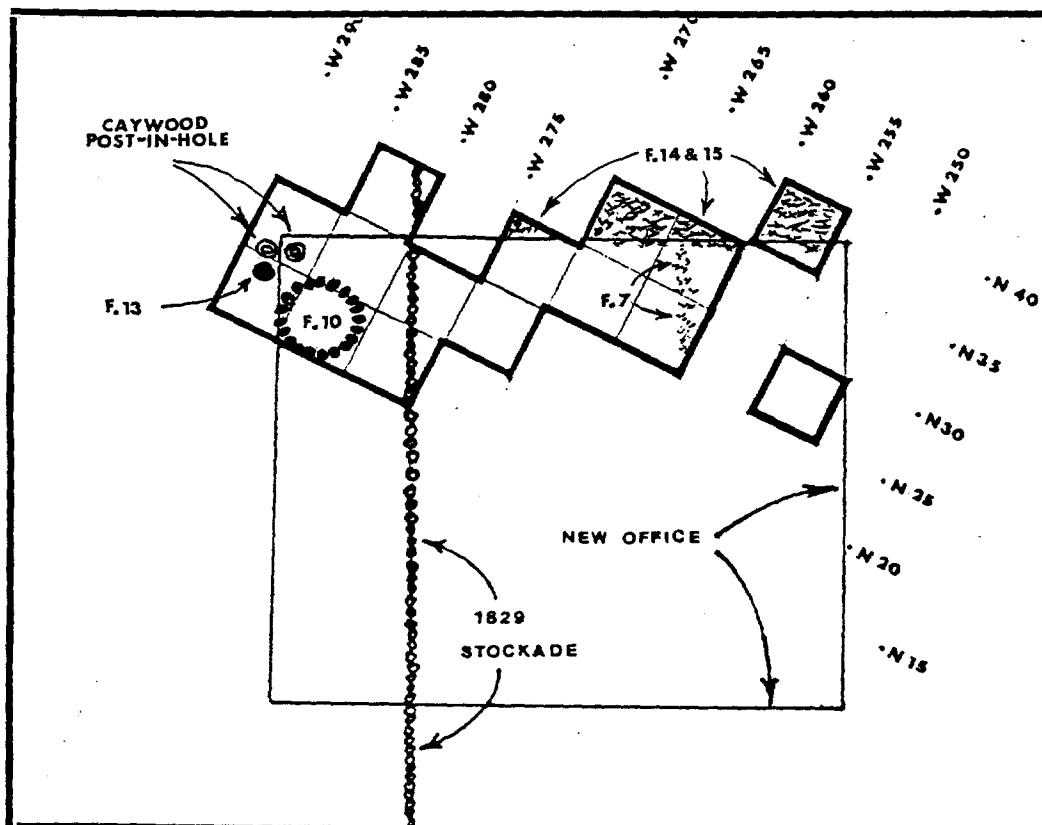 ·W 29
·W 285
·W 280
·W 275
·W 270
·W 265
·W 260
·W 255
·W 250
CAYWOOD
POST-IN-HOLE
F.14 & 15
F.13
F.10
F.7
·N 40
·N 35
·N 30
·N 25
·N 20
·N 15
NEW OFFICE
1829
STOCKADE